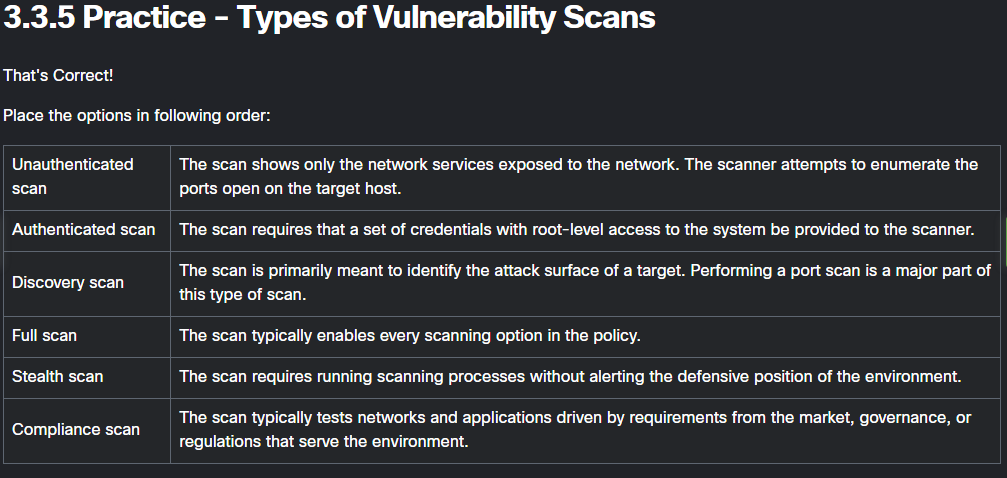 3.3.5 Practice - Types of Vulnerability Scans
That's Correct!
Place the options in following order:
Unauthenticated
scan
The scan shows only the network services exposed to the network. The scanner attempts to enumerate the
ports open on the target host.
Authenticated scan
The scan requires that a set of credentials with root-level access to the system be provided to the scanner.
Discovery scan
The scan is primarily meant to identify the attack surface of a target. Performing a port scan is a major part of
this type of scan.
Full scan
The scan typically enables every scanning option in the policy.
Stealth scan
The scan requires running scanning processes without alerting the defensive position of the environment.
Compliance scan
The scan typically tests networks and applications driven by requirements from the market, governance, or
regulations that serve the environment.